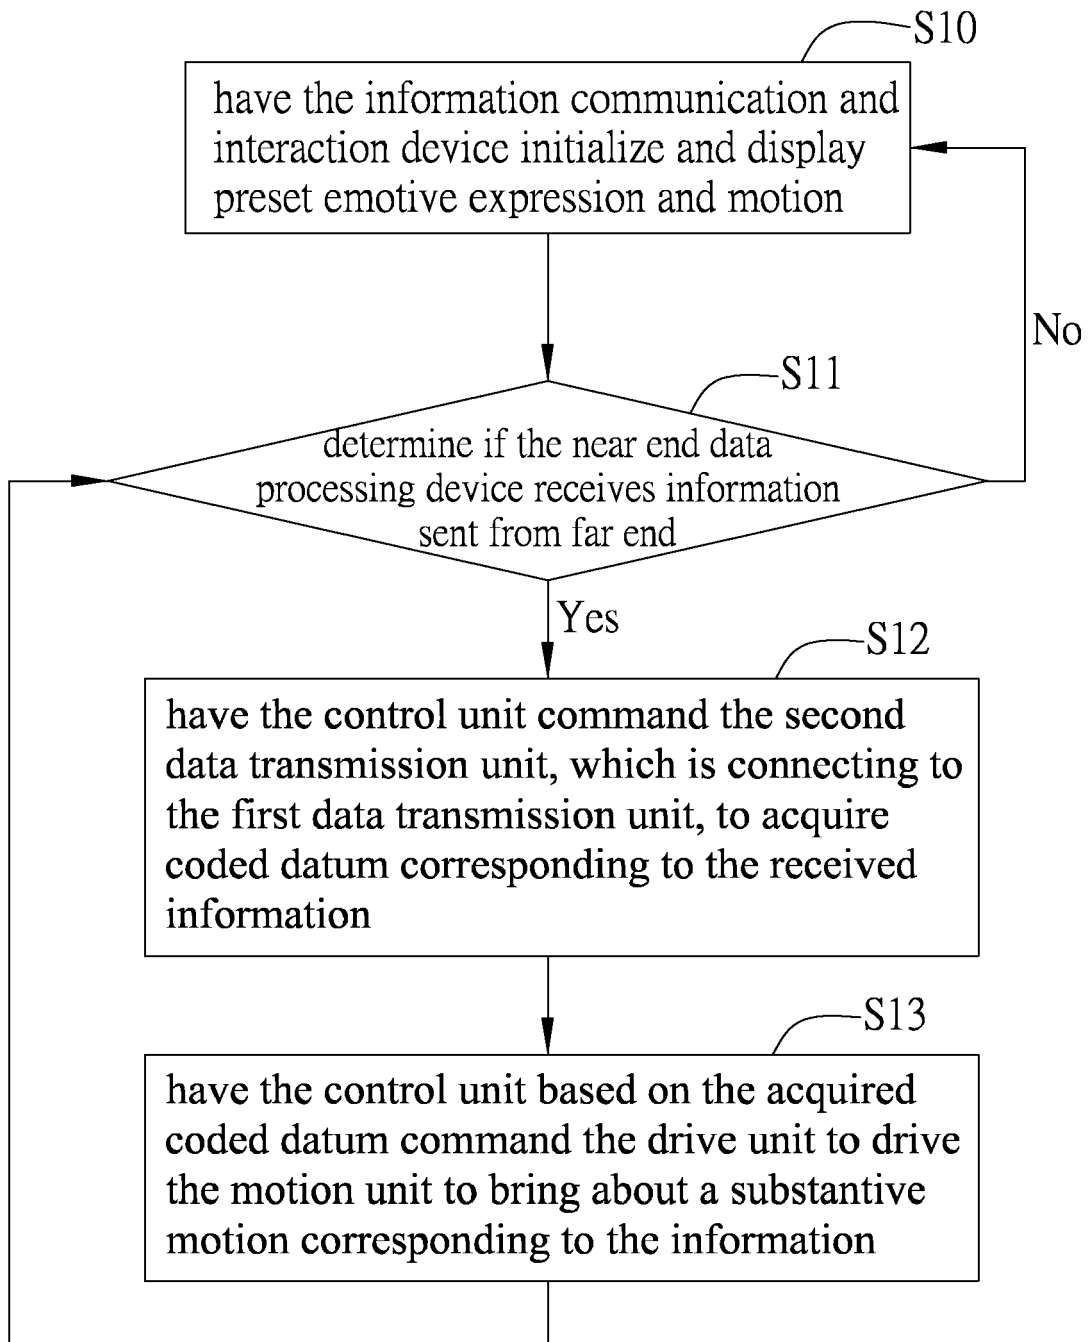 S10
have the information communication and
interaction device initialize and display
preset emotive expression and motion
No
S11
determine if the near end data
processing device receives information
sent from far end
Yes
S12
have the control unit command the second
data transmission unit, which is connecting to
the first data transmission unit, to acquire
coded datum corresponding to the received
information
S13
have the control unit based on the acquired
coded datum command the drive unit to drive
the motion unit to bring about a substantive
motion corresponding to the information